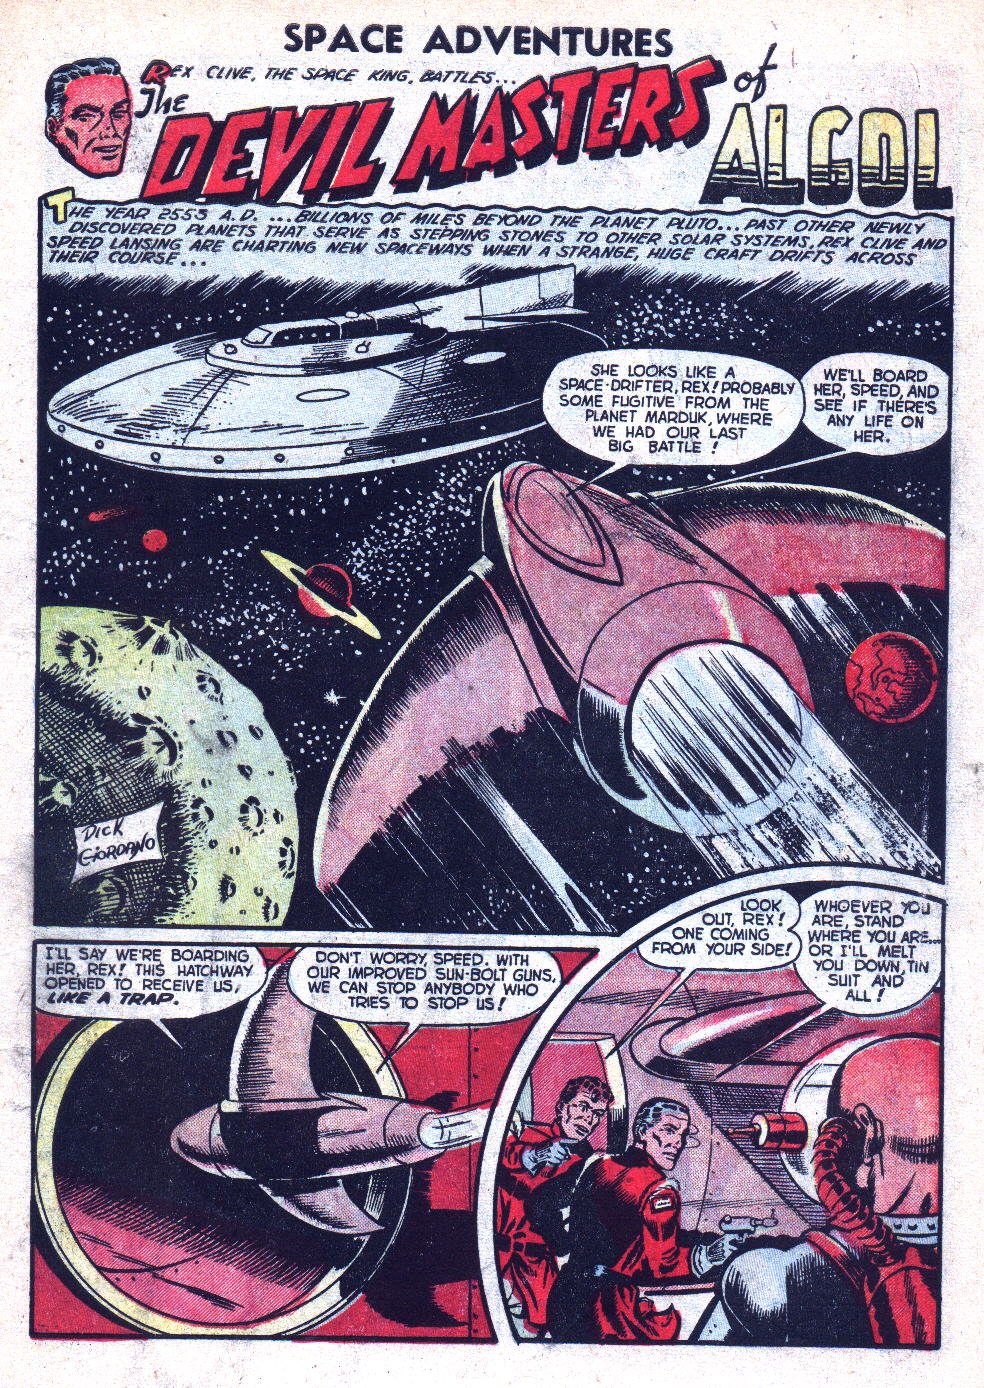 SPACE ADVENTURES
REX CLIVE, THE SPACE KING, BATTLES...
The
DEVIL MASTERS
of
ALGOL
THE YEAR 2553 A.D. ... BILLIONS OF MILES BEYOND THE PLANET PLUTO... PAST OTHER NEWLY
DISCOVERED PLANETS THAT SERVE AS STEPPING STONES TO OTHER SOLAR SYSTEMS, REX CLIVE AND
SPEED LANSING ARE CHARTING NEW SPACEWAYS WHEN A STRANGE, HUGE CRAFT DRIFTS ACROSS
THEIR COURSE...
SHE LOOKS LIKE A
SPACE-DRIFTER, REX! PROBABLY
SOME FUGITIVE FROM THE
PLANET MARDUK, WHERE
WE HAD OUR LAST
BIG BATTLE!
WE'LL BOARD
HER, SPEED, AND
SEE IF THERE'S
ANY LIFE ON
HER.
DICK
GIORDANO
I'LL SAY WE'RE BOARDING
HER, REX! THIS HATCHWAY
OPENED TO RECEIVE US,
LIKE A TRAP.
DON'T WORRY, SPEED. WITH
OUR IMPROVED SUN-BOLT GUNS,
WE CAN STOP ANYBODY WHO
TRIES TO STOP US!
LOOK
OUT, REX!
ONE COMING
FROM YOUR SIDE!
WHOEVER YOU
ARE, STAND
WHERE YOU ARE...
OR I'LL MELT
YOU DOWN, TIN
SUIT AND
ALL!